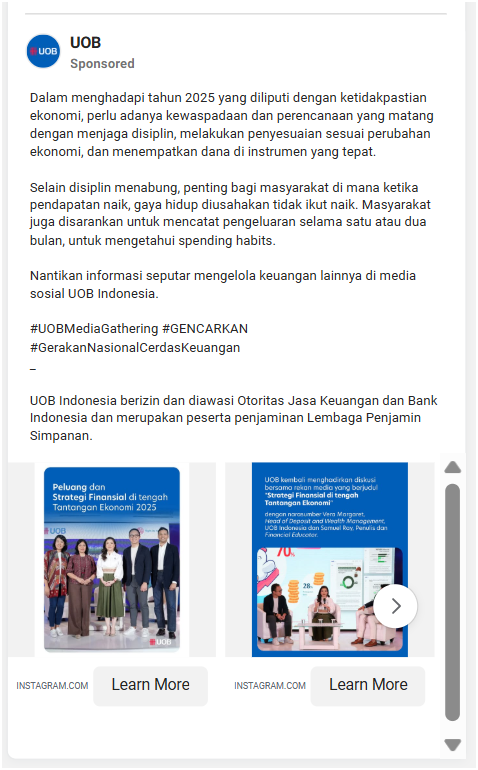 UOB
UOB
Sponsored
Dalam menghadapi tahun 2025 yang diliputi dengan ketidakpastian
ekonomi, perlu adanya kewaspadaan dan perencanaan yang matang
dengan menjaga disiplin, melakukan penyesuaian sesuai perubahan
ekonomi, dan menempatkan dana di instrumen yang tepat.
Selain disiplin menabung, penting bagi masyarakat di mana ketika
pendapatan naik, gaya hidup diusahakan tidak ikut naik. Masyarakat
juga disarankan untuk mencatat pengeluaran selama satu atau dua
bulan, untuk mengetahui spending habits.
Nantikan informasi seputar mengelola keuangan lainnya di media
sosial UOB Indonesia.
#UOBMediaGathering #GENCARKAN
#GerakanNasionalCerdasKeuangan
_
UOB Indonesia berizin dan diawasi Otoritas Jasa Keuangan dan Bank
Indonesia dan merupakan peserta penjaminan Lembaga Penjamin
Simpanan.
Peluang dan
Strategi Finansial di tengah
Tantangan Ekonomi 2025
UOB
UOB
UOB kembali menghadirkan diskusi
bersama rekan media yang berjudul
"Strategi Finansial di tengah
Tantangan Ekonomi"
dengan narasumber Vera Margaret,
Head of Deposit and Wealth Management,
UOB Indonesia dan Samuel Ray, Penulis dan
Financial Educator.
70%
28%
UOB
INSTAGRAM.COM
Learn More
INSTAGRAM.COM
Learn More